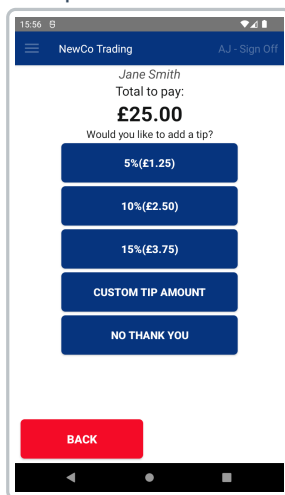 15:56
NewCo Trading
AJ - Sign Off
Jane Smith
Total to pay:
£25.00
Would you like to add a tip?
5%(£1.25)
10%(£2.50)
15%(£3.75)
CUSTOM TIP AMOUNT
NO THANK YOU
BACK